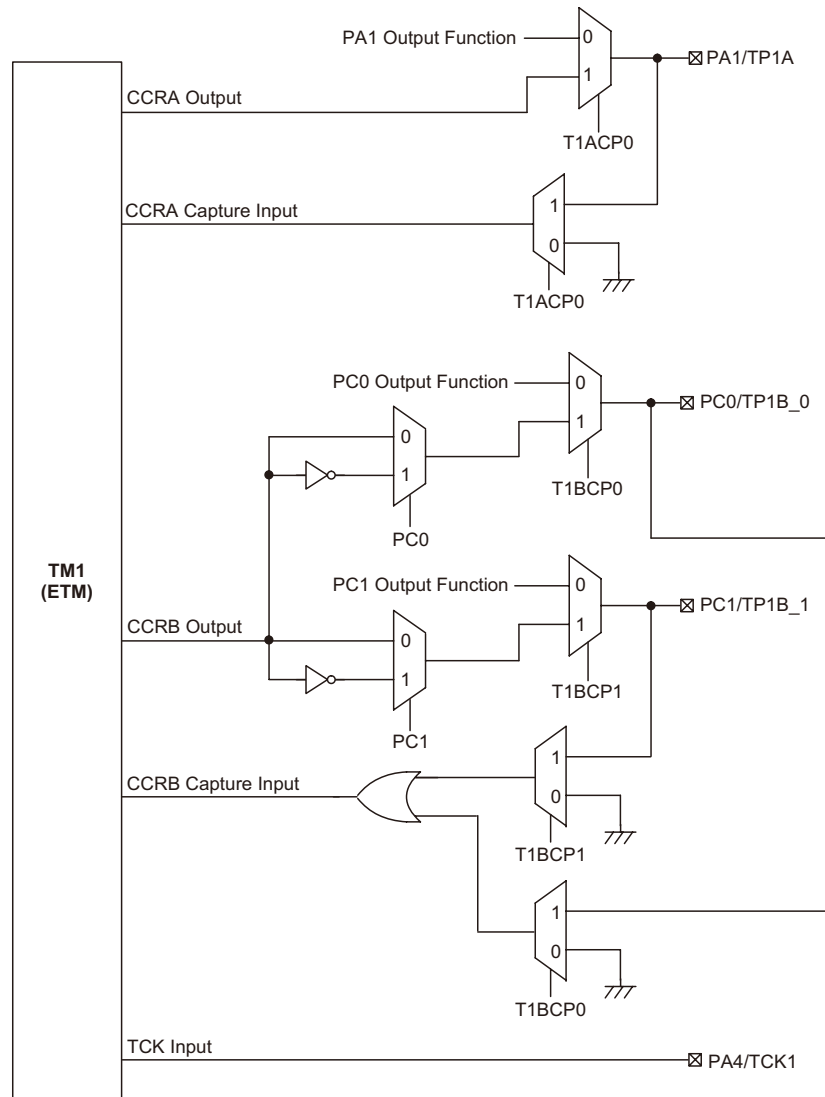 PA1 Output Function
0
1
PA1/TP1A
CCRA Output
T1ACP0
CCRA Capture Input
1
0
T1ACP0
PC0 Output Function
0
1
PC0/TP1B_0
0
1
T1BCP0
PC0
TM1
(ETM)
PC1 Output Function
0
1
PC1/TP1B_1
CCRB Output
0
1
T1BCP1
PC1
CCRB Capture Input
1
0
T1BCP1
1
0
T1BCP0
TCK Input
PA4/TCK1